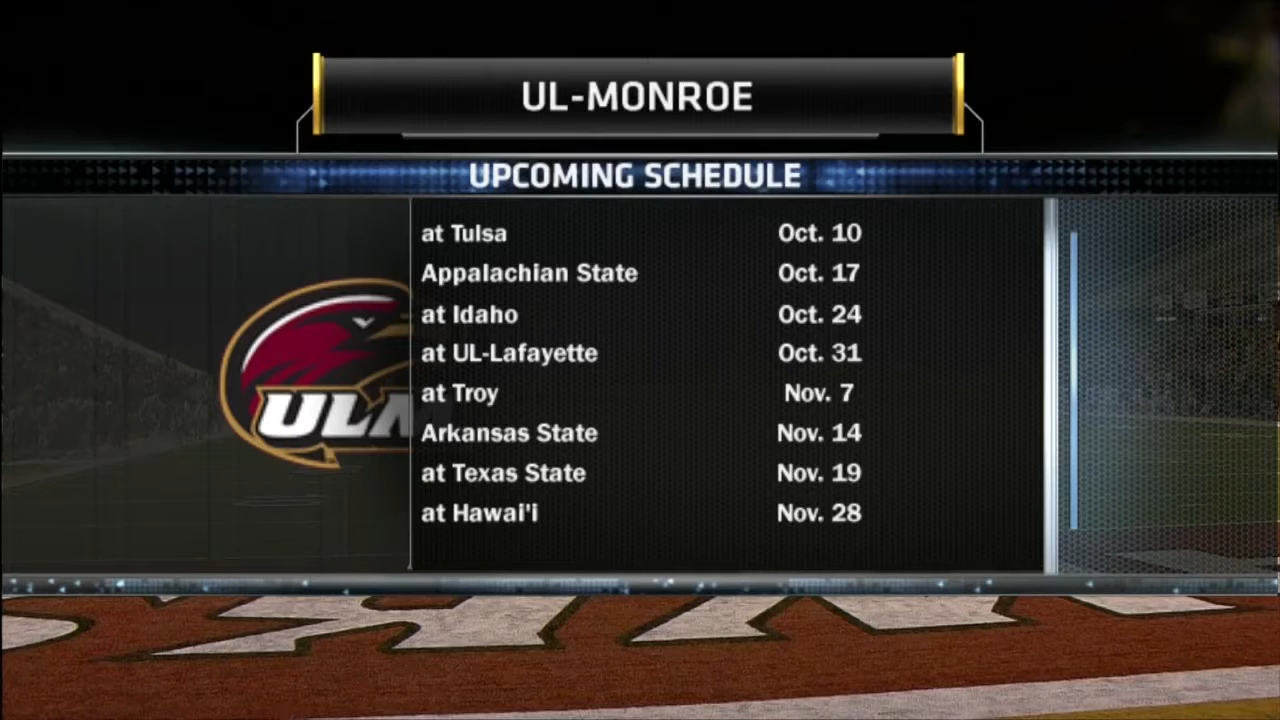 UL-MONROE
UPCOMING SCHEDULE
at Tulsa Oct. 10
Appalachian State Oct. 17
at Idaho Oct. 24
at UL-Lafayette Oct. 31
at Troy Nov. 7
Arkansas State Nov. 14
at Texas State Nov. 19
at Hawai'i Nov. 28
ULM